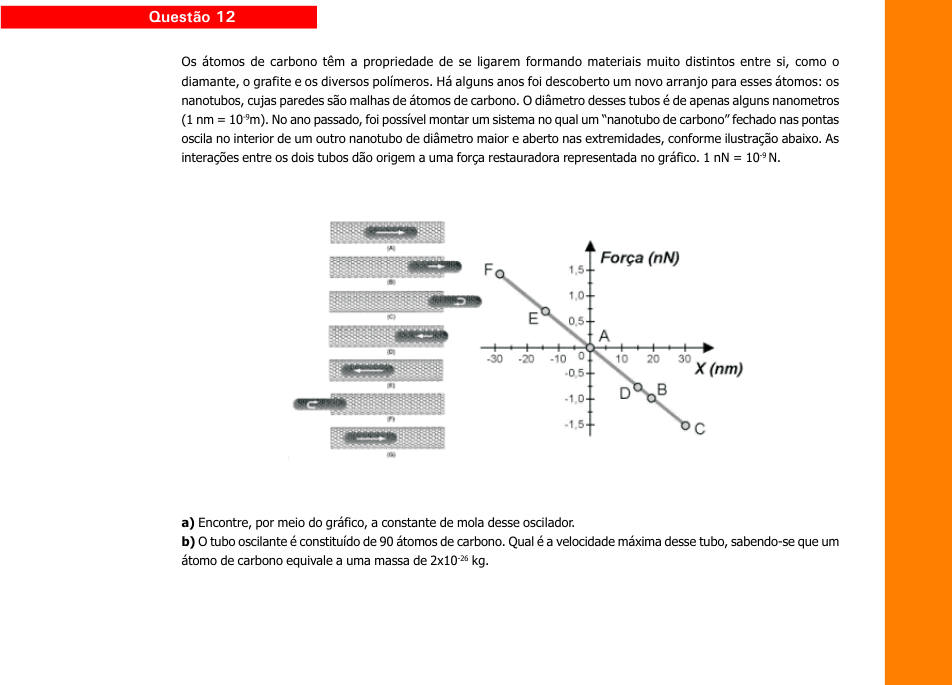 Questão 12
Os átomos de carbono têm a propriedade de se ligarem formando materiais muito distintos entre si, como o
diamante, o grafite e os diversos polímeros. Há alguns anos foi descoberto um novo arranjo para esses átomos: os
nanotubos, cujas paredes são malhas de átomos de carbono. O diâmetro desses tubos é de apenas alguns nanometros
(1 nm = 10⁻⁹m). No ano passado, foi possível montar um sistema no qual um “nanotubo de carbono” fechado nas pontas
oscila no interior de um outro nanotubo de diâmetro maior e aberto nas extremidades, conforme ilustração abaixo. As
interações entre os dois tubos dão origem a uma força restauradora representada no gráfico. 1 nN = 10⁻⁹ N.
(A)
(B)
(C)
(D)
(E)
(F)
(G)
Força (nN)
F
1,5
1,0
E
0,5
A
-30 -20 -10 0 10 20 30
X (nm)
-0,5
D B
-1,0
-1,5
C
a) Encontre, por meio do gráfico, a constante de mola desse oscilador.
b) O tubo oscilante é constituído de 90 átomos de carbono. Qual é a velocidade máxima desse tubo, sabendo-se que um
átomo de carbono equivale a uma massa de 2x10⁻²⁶ kg.